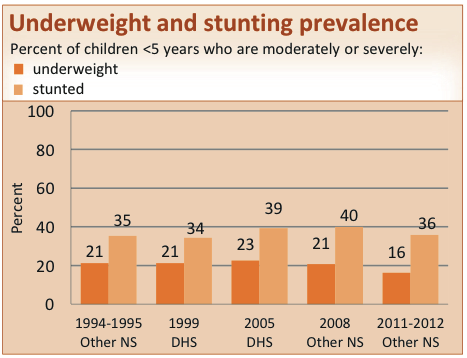 Underweight and stunting prevalence
Percent of children <5 years who are moderately or severely:
underweight
stunted
100
80
60
40
20
0
Percent
21
35
21
34
23
39
21
40
16
36
1994-1995
Other NS
1999
DHS
2005
DHS
2008
Other NS
2011-2012
Other NS